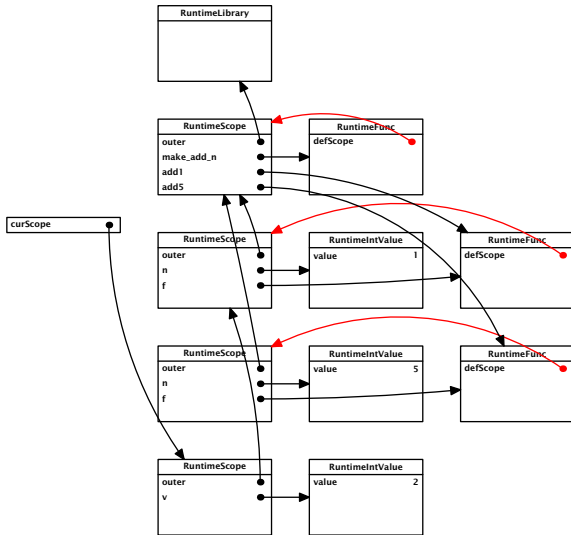 RuntimeLibrary
RuntimeScope
outer
make_add_n
add1
add5
RuntimeFunc
defScope
curScope
RuntimeScope
outer
n
f
RuntimeIntValue
value 1
RuntimeFunc
defScope
RuntimeScope
outer
n
f
RuntimeIntValue
value 5
RuntimeFunc
defScope
RuntimeScope
outer
v
RuntimeIntValue
value 2